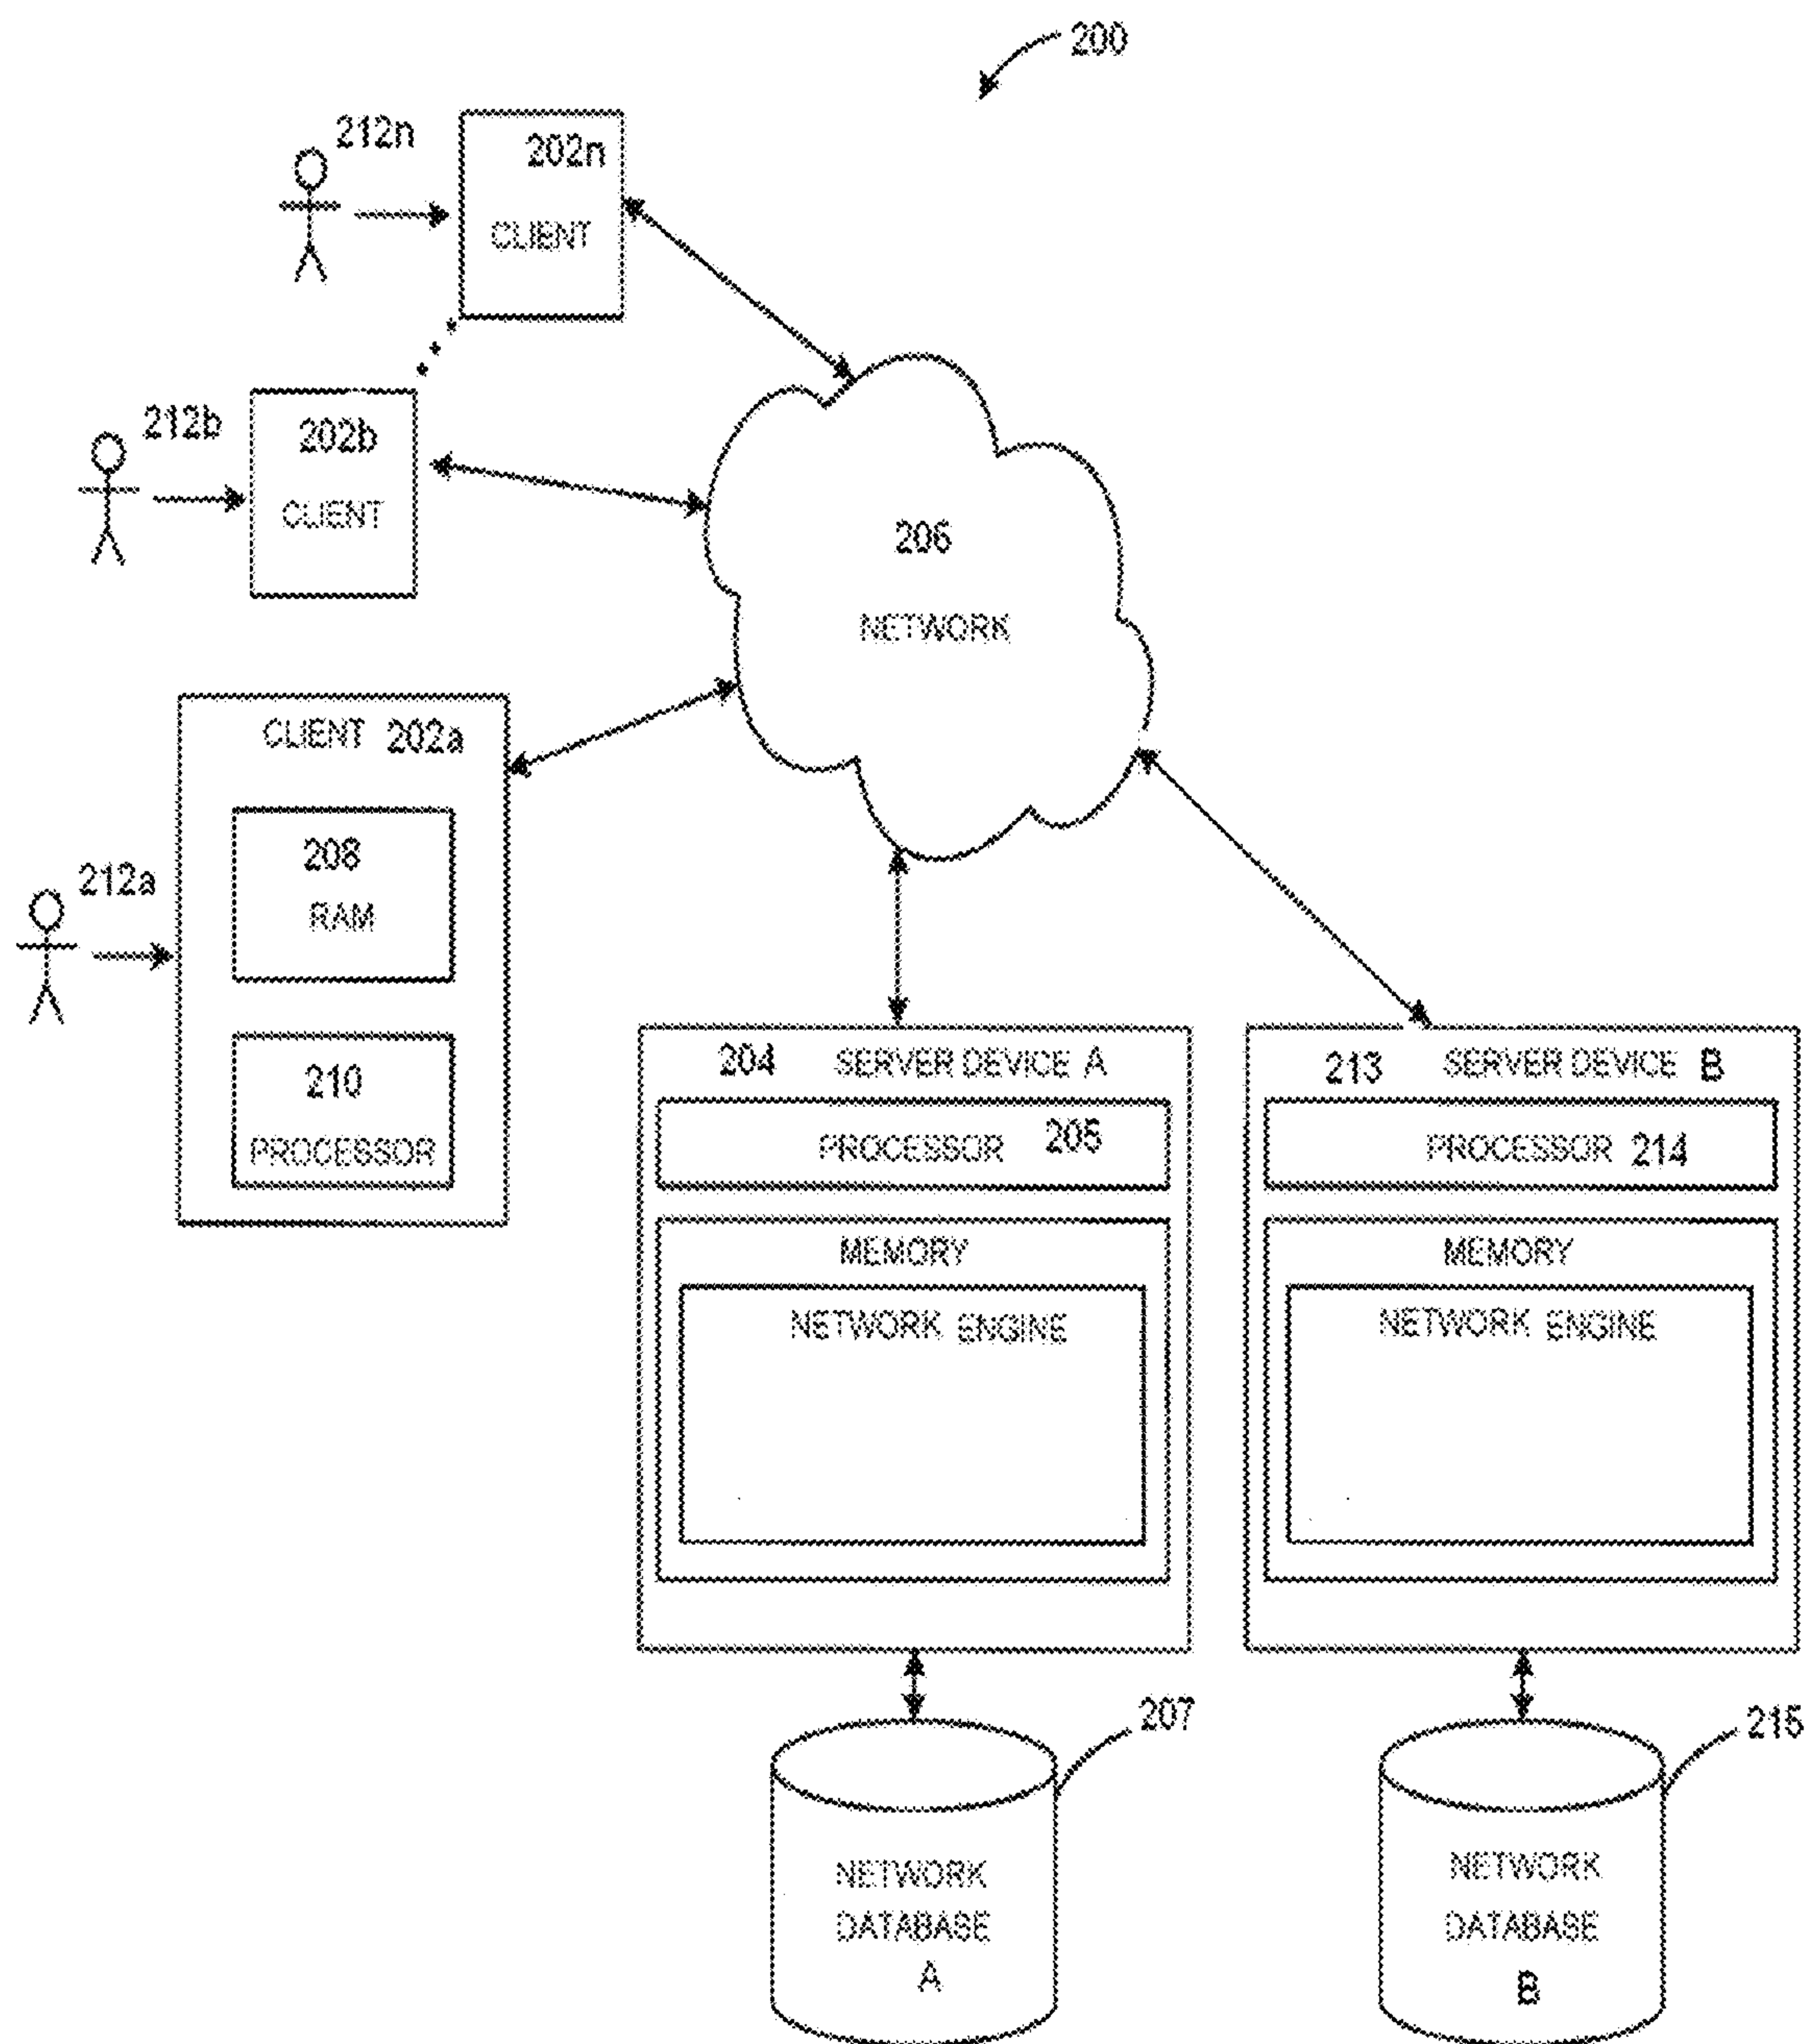 200
212n
202n
CLIENT
212b
202b
CLIENT
206
NETWORK
CLIENT 202a
208
RAM
212a
210
PROCESSOR
204 SERVER DEVICE A
PROCESSOR 205
MEMORY
NETWORK ENGINE
213 SERVER DEVICE B
PROCESSOR 214
MEMORY
NETWORK ENGINE
207
NETWORK
DATABASE
A
215
NETWORK
DATABASE
B